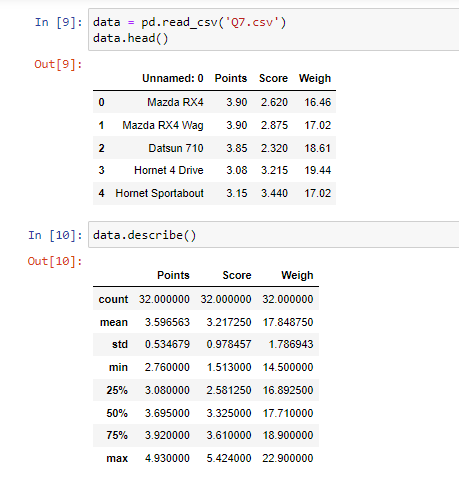 In [9]: data = pd.read_csv('Q7.csv')
data.head()
Out[9]:
Unnamed: 0 Points Score Weigh
0 Mazda RX4 3.90 2.620 16.46
1 Mazda RX4 Wag 3.90 2.875 17.02
2 Datsun 710 3.85 2.320 18.61
3 Hornet 4 Drive 3.08 3.215 19.44
4 Hornet Sportabout 3.15 3.440 17.02
In [10]: data.describe()
Out[10]:
Points Score Weigh
count 32.000000 32.000000 32.000000
mean 3.596563 3.217250 17.848750
std 0.534679 0.978457 1.786943
min 2.760000 1.513000 14.500000
25% 3.080000 2.581250 16.892500
50% 3.695000 3.325000 17.710000
75% 3.920000 3.610000 18.900000
max 4.930000 5.424000 22.900000